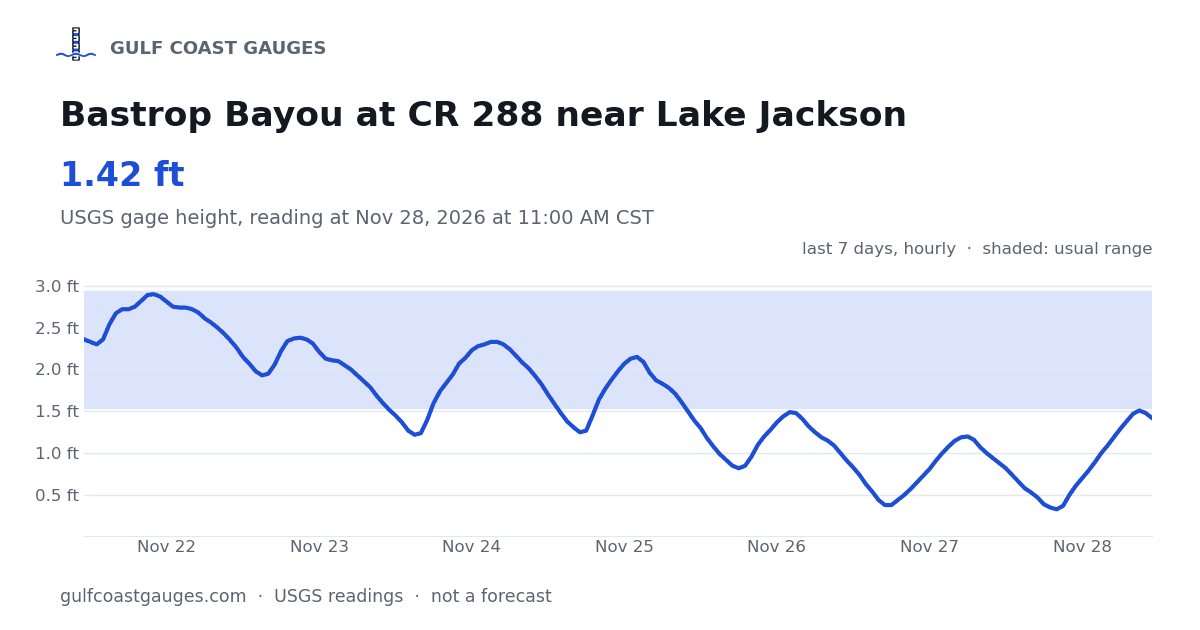 GULF COAST GAUGES
Bastrop Bayou at CR 288 near Lake Jackson
1.42 ft
USGS gage height, reading at Nov 28, 2026 at 11:00 AM CST
last 7 days, hourly · shaded: usual range
3.0 ft
2.5 ft
2.0 ft
1.5 ft
1.0 ft
0.5 ft
Nov 22 Nov 23 Nov 24 Nov 25 Nov 26 Nov 27 Nov 28
gulfcoastgauges.com · USGS readings · not a forecast